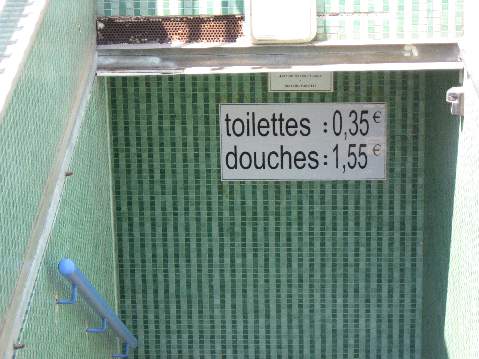 toilettes : 0,35 €
douches : 1,55 €